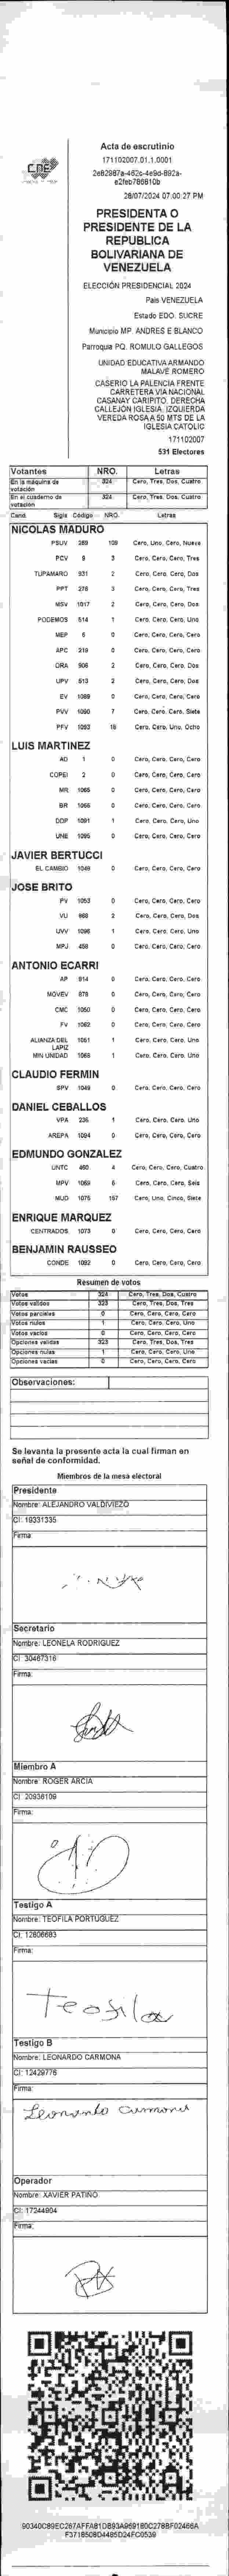 Acta de escrutinio
CNE
171102007.01.1.0001
28/07/2024 07:00:27 PM
PRESIDENTA O
PRESIDENTE DE LA
REPUBLICA
BOLIVARIANA DE
VENEZUELA
ELECCIÓN PRESIDENCIAL 2024
País VENEZUELA
Estado EDO. SUCRE
Municipio MP. ANDRES E BLANCO
Parroquia PQ. ROMULO GALLEGOS
UNIDAD EDUCATIVA ARMANDO
MALAVÉ ROMERO
CASERIO LA PALENCIA FRENTE
CARRETERA VIA NACIONAL
CASANAY CARIPITO. DERECHA
CALLEJÓN IGLESIA. IZQUIERDA
VEREDA ROSA A 50 MTS DE LA
IGLESIA CATOLIC
171102007
531 Electores
Votantes NRO. Letras
En la máquina de votación 324 Cero, Tres, Dos, Cuatro
En el cuaderno de votación 324 Cero, Tres, Dos, Cuatro
Cand. Sigla Código NRO. Letras
NICOLAS MADURO
PSUV 269 109 Cero, Uno, Cero, Nueve
PCV 9 3 Cero, Cero, Cero, Tres
TUPAMARO 931 2 Cero, Cero, Cero, Dos
PPT 276 3 Cero, Cero, Cero, Tres
MSV 1017 2 Cero, Cero, Cero, Dos
PODEMOS 514 1 Cero, Cero, Cero, Uno
MEP 6 0 Cero, Cero, Cero, Cero
APC 219 0 Cero, Cero, Cero, Cero
ORA 906 2 Cero, Cero, Cero, Dos
UPV 513 2 Cero, Cero, Cero, Dos
EV 1089 0 Cero, Cero, Cero, Cero
PVV 1090 7 Cero, Cero, Cero, Siete
PFV 1093 18 Cero, Cero, Uno, Ocho
LUIS MARTINEZ
AD 1 0 Cero, Cero, Cero, Cero
COPEI 2 0 Cero, Cero, Cero, Cero
MR 1065 0 Cero, Cero, Cero, Cero
BR 1066 0 Cero, Cero, Cero, Cero
DDP 1091 1 Cero, Cero, Cero, Uno
UNE 1095 0 Cero, Cero, Cero, Cero
JAVIER BERTUCCI
EL CAMBIO 1048 0 Cero, Cero, Cero, Cero
JOSE BRITO
PV 1053 0 Cero, Cero, Cero, Cero
VU 988 2 Cero, Cero, Cero, Dos
UVV 1096 1 Cero, Cero, Cero, Uno
MPJ 458 0 Cero, Cero, Cero, Cero
ANTONIO ECARRI
AP 914 0 Cero, Cero, Cero, Cero
MOVEV 878 0 Cero, Cero, Cero, Cero
CMC 1050 0 Cero, Cero, Cero, Cero
FV 1062 0 Cero, Cero, Cero, Cero
ALIANZA DEL LAPIZ 1051 1 Cero, Cero, Cero, Uno
MIN UNIDAD 1068 1 Cero, Cero, Cero, Uno
CLAUDIO FERMIN
SPV 1049 0 Cero, Cero, Cero, Cero
DANIEL CEBALLOS
VPA 236 1 Cero, Cero, Cero, Uno
AREPA 1094 0 Cero, Cero, Cero, Cero
EDMUNDO GONZALEZ
UNTC 460 4 Cero, Cero, Cero, Cuatro
MPV 1069 6 Cero, Cero, Cero, Seis
MUD 1075 157 Cero, Uno, Cinco, Siete
ENRIQUE MARQUEZ
CENTRADOS 1073 0 Cero, Cero, Cero, Cero
BENJAMIN RAUSSEO
CONDE 1092 0 Cero, Cero, Cero, Cero
Resumen de votos
Votos 324 Cero, Tres, Dos, Cuatro
Votos validos 323 Cero, Tres, Dos, Tres
Votos parciales 0 Cero, Cero, Cero, Cero
Votos nulos 1 Cero, Cero, Cero, Uno
Votos vacíos 0 Cero, Cero, Cero, Cero
Opciones validas 323 Cero, Tres, Dos, Tres
Opciones nulas 1 Cero, Cero, Cero, Uno
Opciones vacias 0 Cero, Cero, Cero, Cero
Observaciones:
Se levanta la presente acta la cual firman en
señal de conformidad.
Miembros de la mesa electoral
Presidente
Nombre: ALEJANDRO VALDIVIEZO
CI: 19331335
Firma:
Secretario
Nombre: LEONELA RODRIGUEZ
CI: 30467316
Firma:
Miembro A
Nombre: ROGER ARCIA
CI: 20936109
Firma:
Testigo A
Nombre: TEOFILA PORTUGUEZ
CI: 12606683
Firma:
Teofila
Testigo B
Nombre: LEONARDO CARMONA
CI: 12429776
Firma:
Leonardo Carmona
Operador
Nombre: XAVIER PATIÑO
CI: 17244904
Firma: